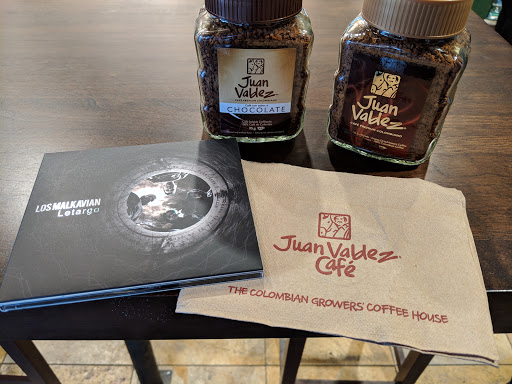 Juan
Valdez
CHOCOLATE
Juan
Valdez
LOS MALKAVIAN
Letargo
Juan Valdez
Café
THE COLOMBIAN GROWERS' COFFEE HOUSE